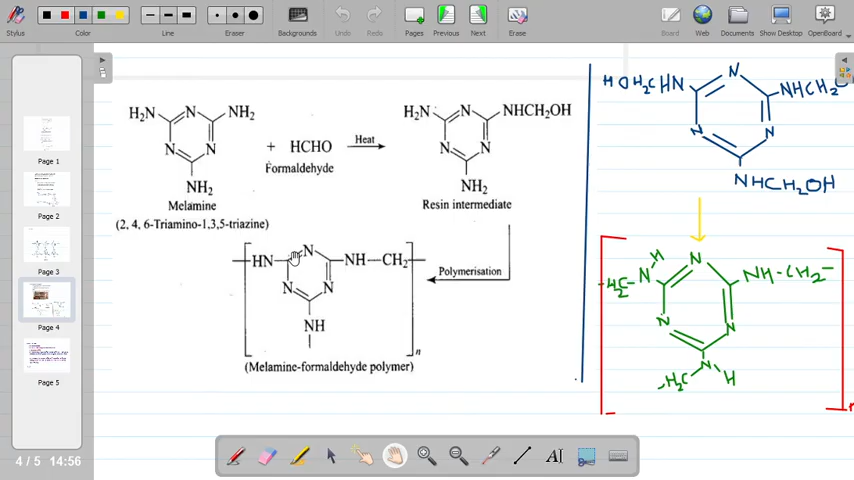 Stylus
Color
Line
Eraser
Backgrounds
Undo
Redo
Pages
Previous
Next
Erase
Board
Web
Documents
Show Desktop
OpenBoard
Page 1
Page 2
Page 3
Page 4
Page 5
4 / 5 14:56
H₂N N NH₂
N N
NH₂
Melamine
(2, 4, 6-Triamino-1,3,5-triazine)
+ HCHO
Formaldehyde
Heat
H₂N N NHCH₂OH
N N
NH₂
Resin intermediate
Polymerisation
HN N NH—CH₂
N N
NH
n
(Melamine-formaldehyde polymer)
HOH₂CHN N NHCH₂O
N N
NHCH₂OH
H₂C- N H N NH-CH₂-
N N
-H₂C N H